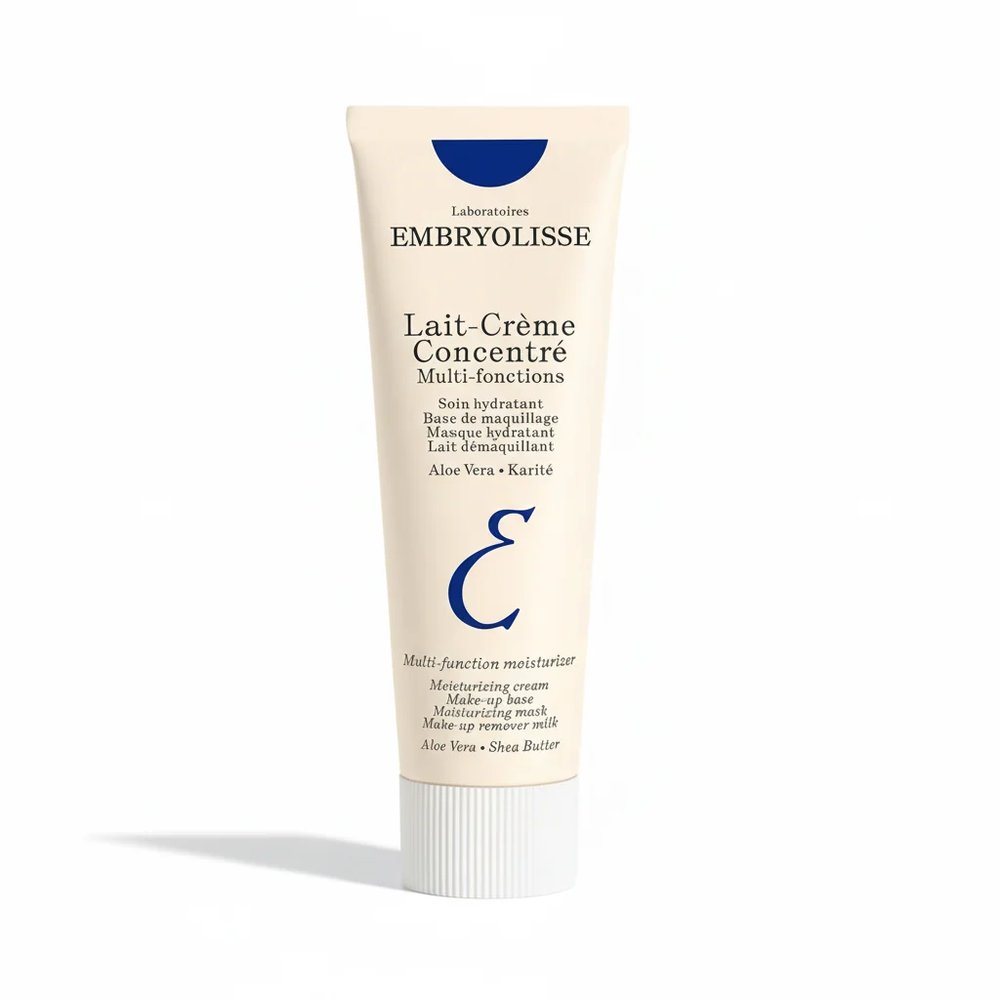 Laboratoires
EMBRYOLISSE
Lait-Crème
Concentré
Multi-fonctions
Soin hydratant
Base de maquillage
Masque hydratant
Lait démaquillant
Aloe Vera • Karité
E
Multi-function moisturizer
Meieturizing cream
Make-up base
Moisturizing mask
Make-up remover milk
Aloe Vera • Shea Butter